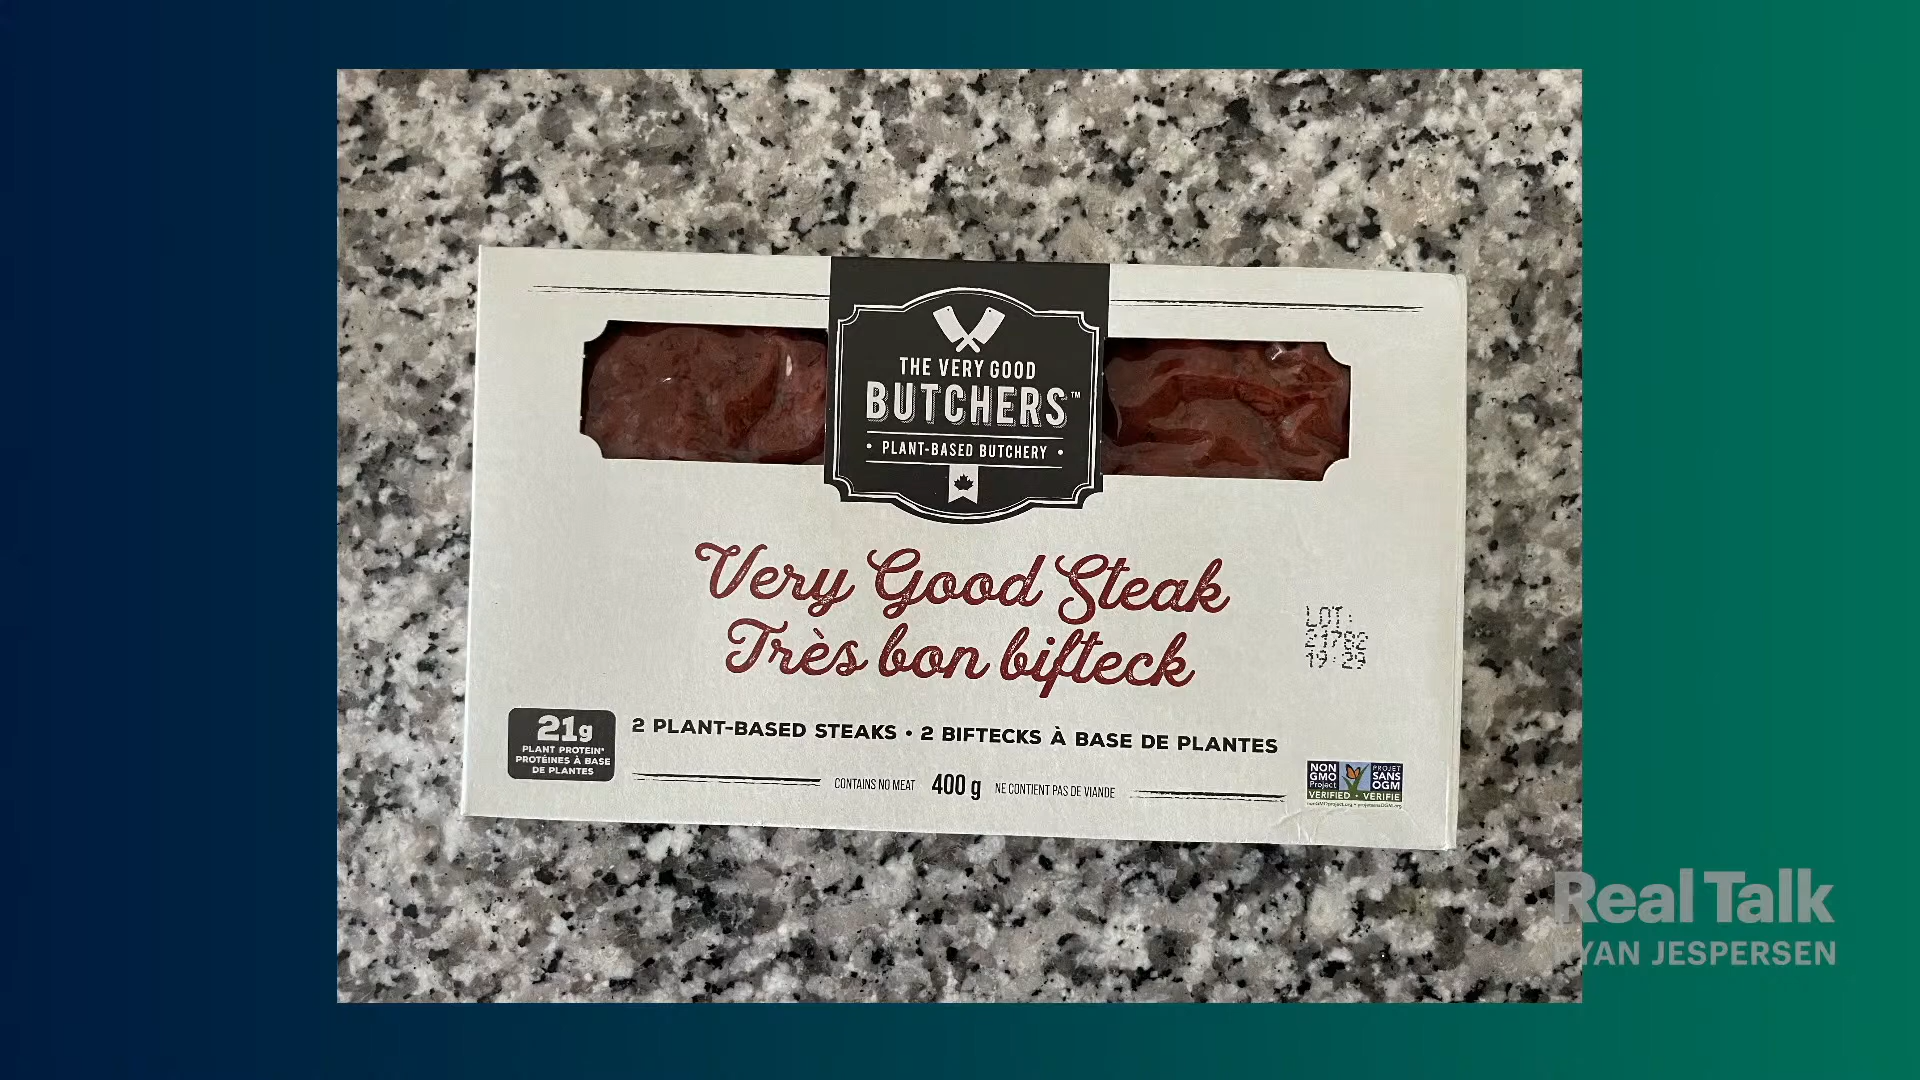 THE VERY GOOD
BUTCHERS™
• PLANT-BASED BUTCHERY •
Very Good Steak
Très bon bifteck
LOT:
21782
19:29
21g
PLANT PROTEIN*
PROTÉINES À BASE
DE PLANTES
2 PLANT-BASED STEAKS • 2 BIFTECKS À BASE DE PLANTES
CONTAINS NO MEAT 400 g NE CONTIENT PAS DE VIANDE
NON GMO Project
PROJET SANS OGM
VERIFIED • VÉRIFIÉ
Real Talk
RYAN JESPERSEN